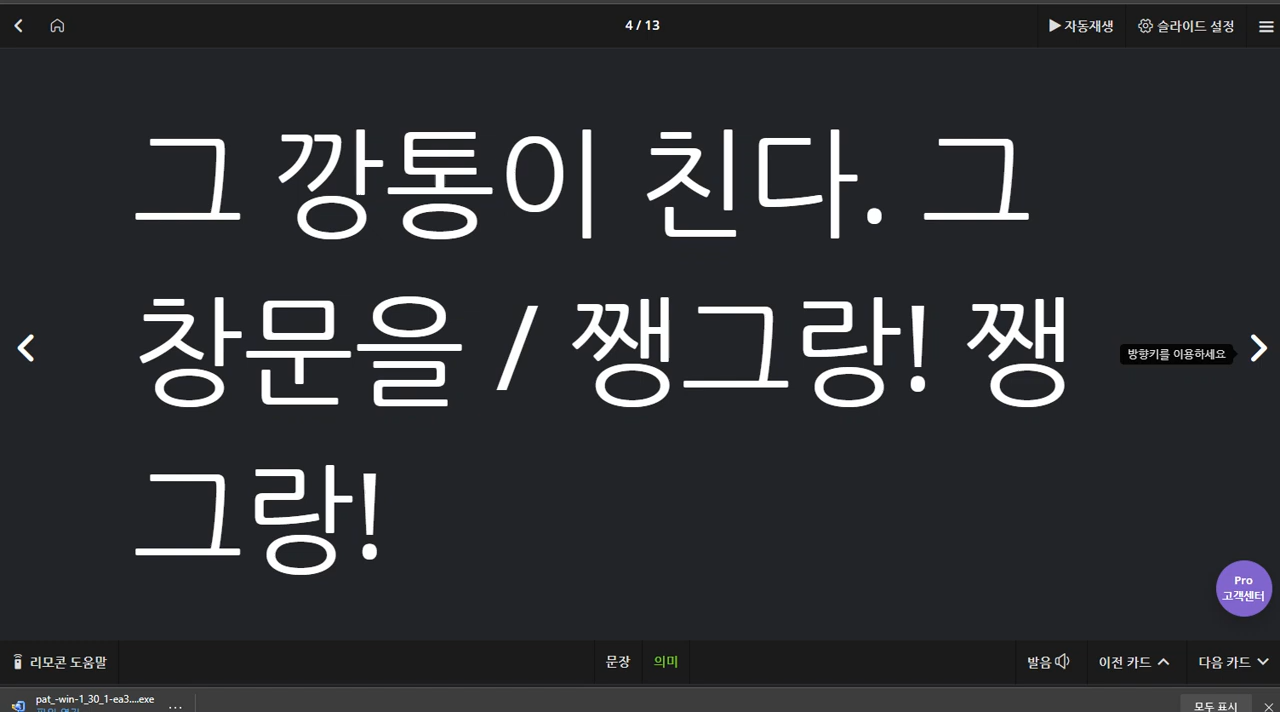 4 / 13
▶ 자동재생
슬라이드 설정
그 깡통이 친다. 그
창문을 / 쨍그랑! 쨍
그랑!
방향키를 이용하세요
Pro
고객센터
리모콘 도움말
문장
의미
발음
이전 카드
다음 카드
pat_-win-1_30_1-ea3....exe
...
모두 표시